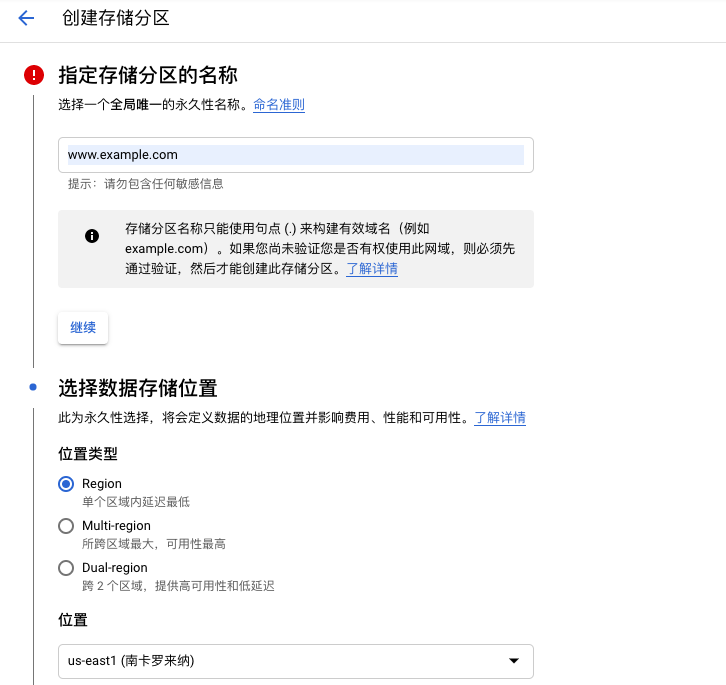 创建存储分区
指定存储分区的名称
选择一个全局唯一的永久性名称。命名准则
www.example.com
提示：请勿包含任何敏感信息
存储分区名称只能使用句点 (.) 来构建有效域名（例如
example.com）。如果您尚未验证您是否有权使用此网域，则必须先
通过验证，然后才能创建此存储分区。了解详情
继续
选择数据存储位置
此为永久性选择，将会定义数据的地理位置并影响费用、性能和可用性。了解详情
位置类型
Region
单个区域内延迟最低
Multi-region
所跨区域最大，可用性最高
Dual-region
跨 2 个区域，提供高可用性和低延迟
位置
us-east1 (南卡罗来纳)